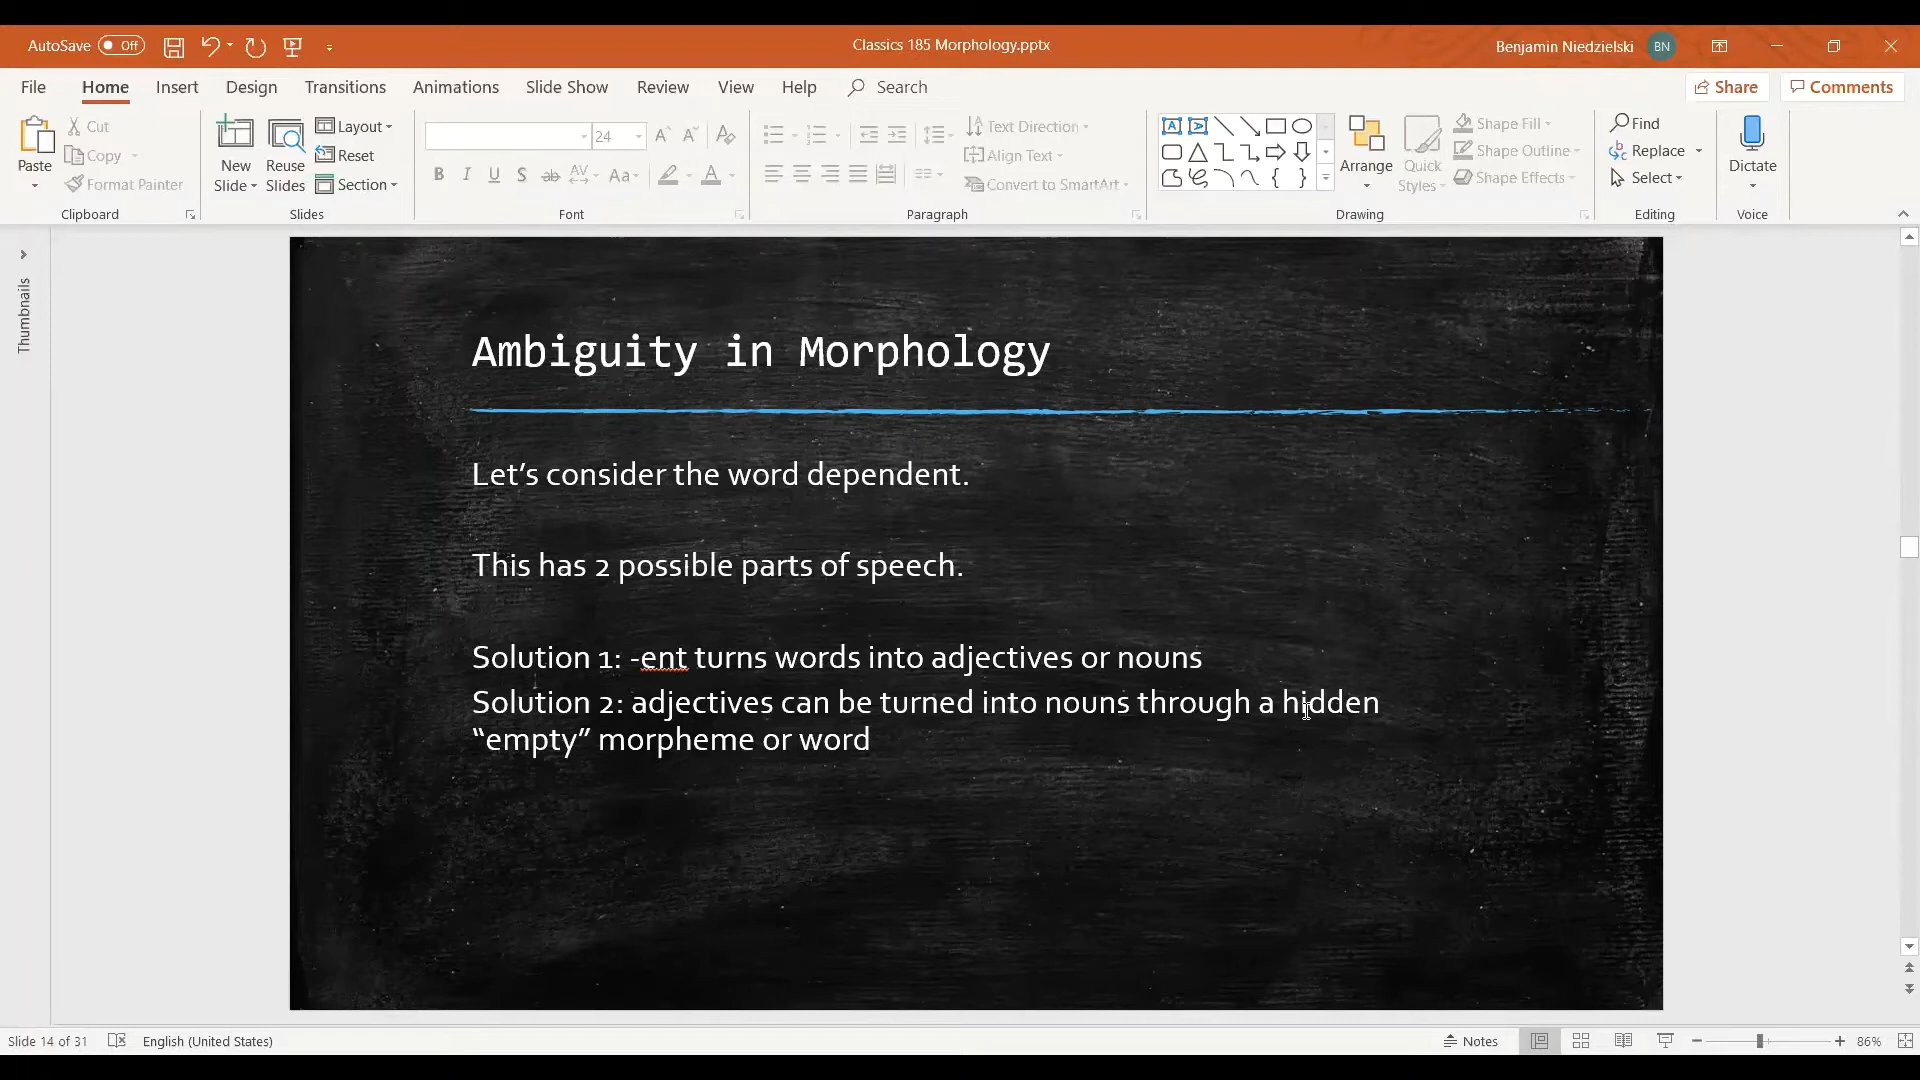 AutoSave Off
Classics 185 Morphology.pptx
Benjamin Niedzielski BN
File Home Insert Design Transitions Animations Slide Show Review View Help Search Share Comments
Paste
Cut
Copy
Format Painter
Clipboard
New Slide
Reuse Slides
Layout
Reset
Section
Slides
24
B I U S ab AV Aa A
Font
Text Direction
Align Text
Convert to SmartArt
Paragraph
Arrange
Quick Styles
Shape Fill
Shape Outline
Shape Effects
Drawing
Find
Replace
Select
Editing
Dictate
Voice
Thumbnails
Ambiguity in Morphology
Let’s consider the word dependent.
This has 2 possible parts of speech.
Solution 1: -ent turns words into adjectives or nouns
Solution 2: adjectives can be turned into nouns through a hidden
“empty” morpheme or word
Slide 14 of 31 English (United States) Notes 86%